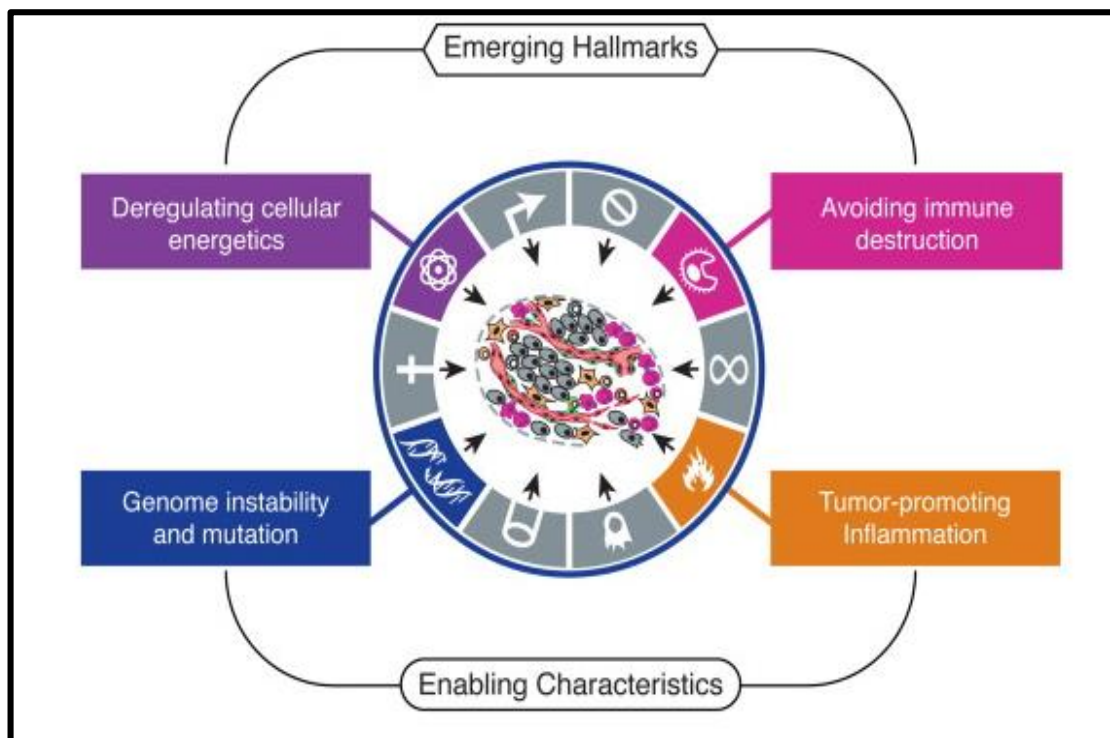 Emerging Hallmarks
Deregulating cellular
energetics
Avoiding immune
destruction
Genome instability
and mutation
Tumor-promoting
Inflammation
Enabling Characteristics